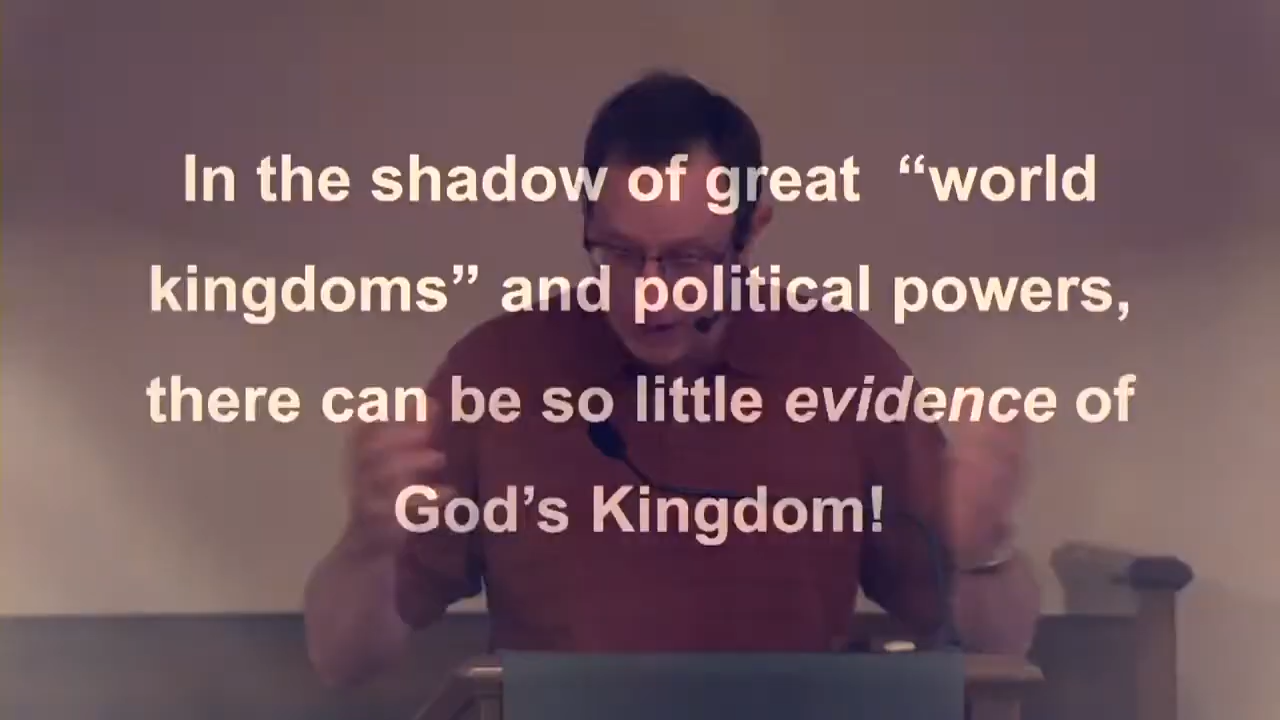 In the shadow of great “world
kingdoms” and political powers,
there can be so little evidence of
God’s Kingdom!